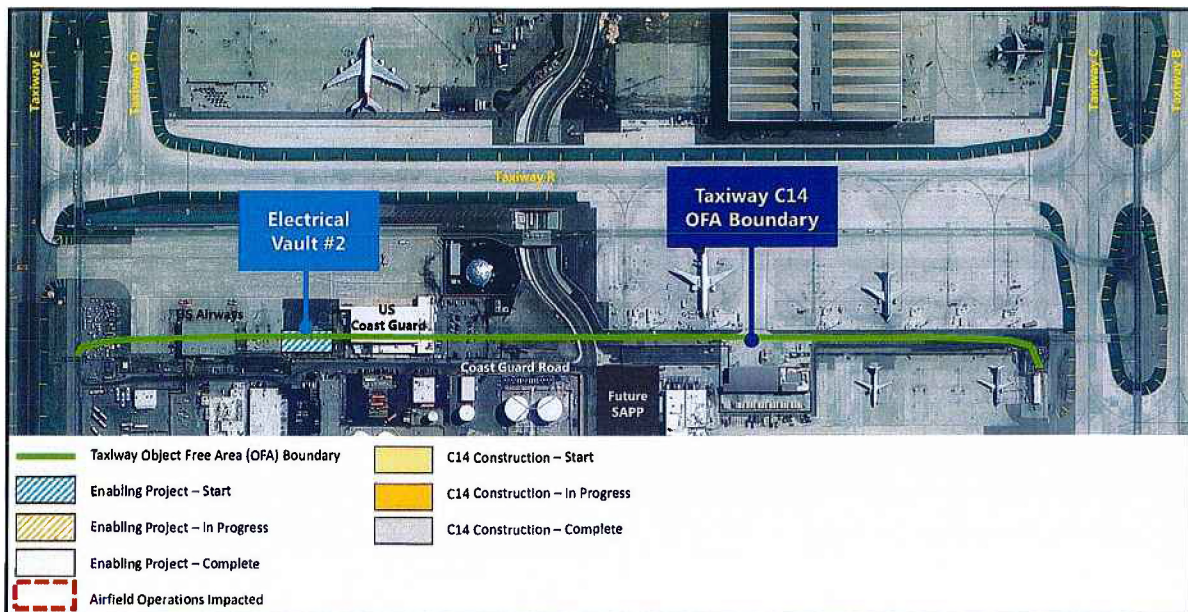 Taxiway E
Taxiway D
Taxiway C
Taxiway B
Taxiway R
Electrical
Vault #2
Taxiway C14
OFA Boundary
US Airways
US
Coast Guard
Coast Guard Road
Future
SAPP
Taxiway Object Free Area (OFA) Boundary
Enabling Project – Start
Enabling Project – In Progress
Enabling Project – Complete
Airfield Operations Impacted
C14 Construction – Start
C14 Construction – In Progress
C14 Construction – Complete